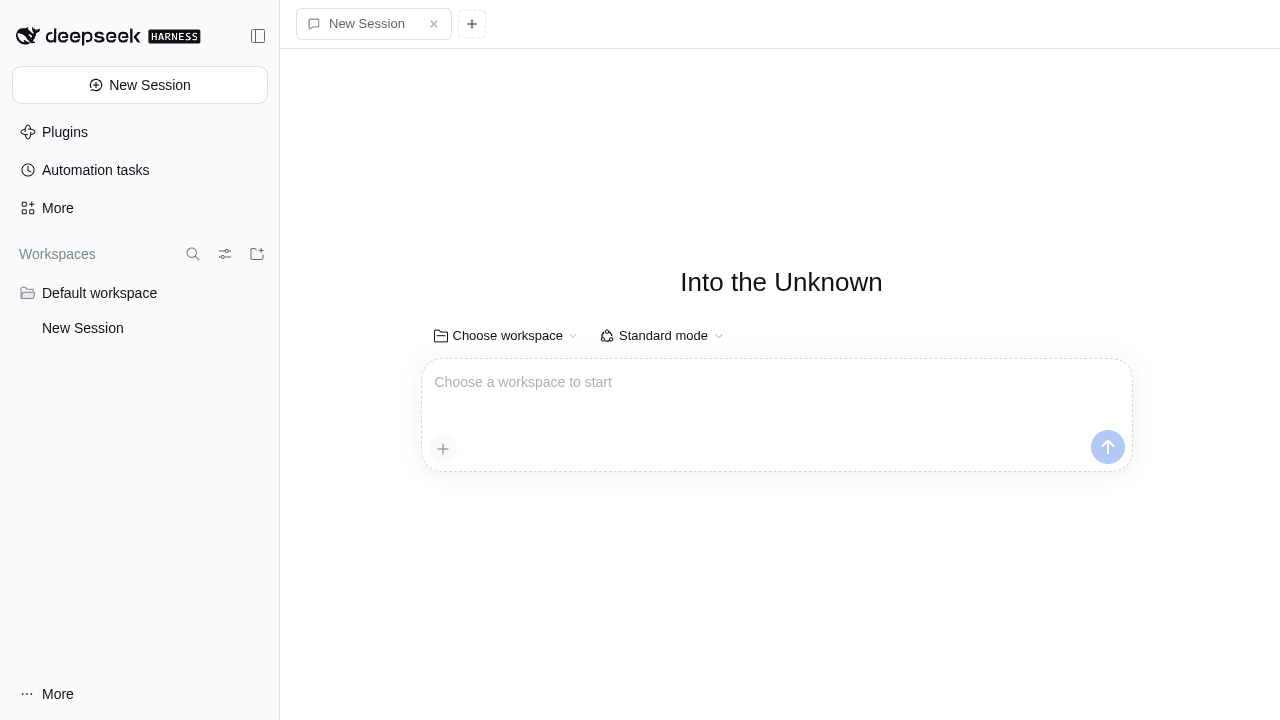 deepseek HARNESS
New Session
Plugins
Automation tasks
More
Workspaces
Default workspace
New Session
More
New Session
Into the Unknown
Choose workspace
Standard mode
Choose a workspace to start